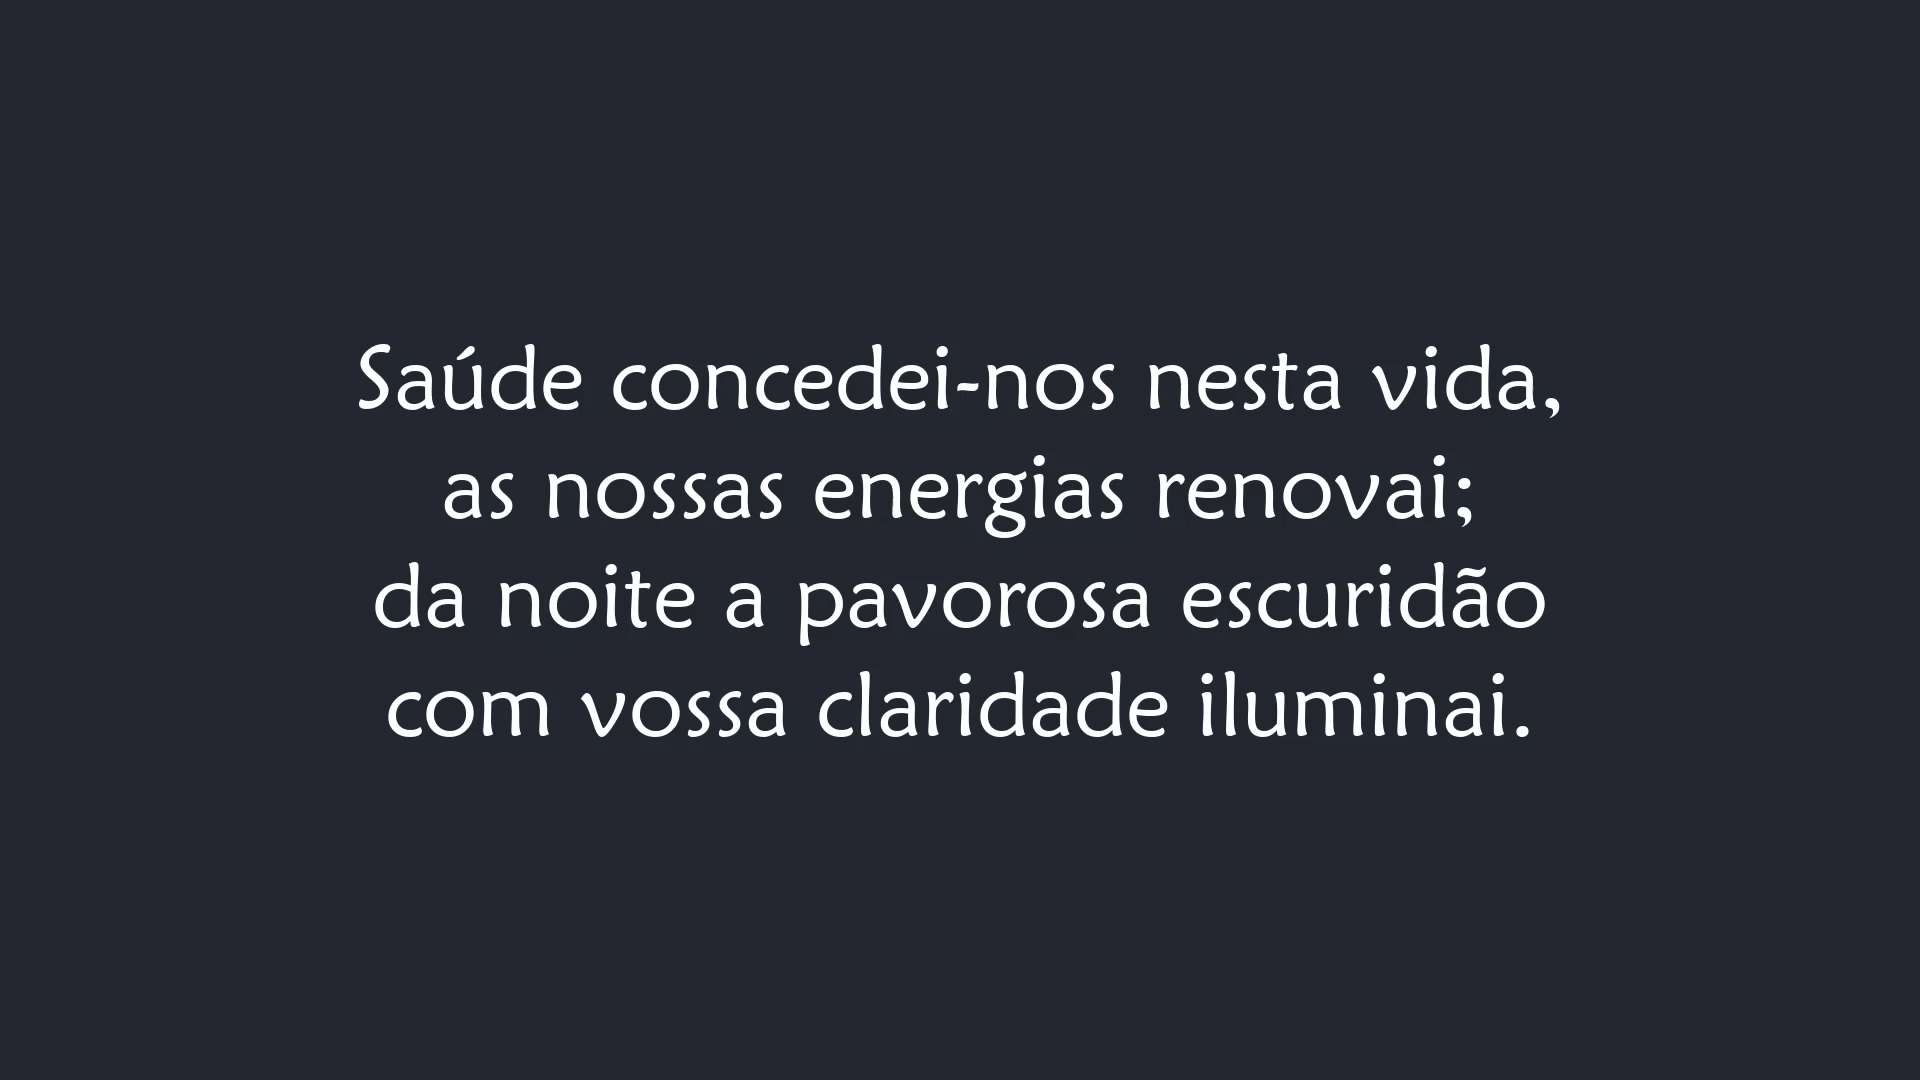 Saúde concedei-nos nesta vida,
as nossas energias renovai;
da noite a pavorosa escuridão
com vossa claridade iluminai.